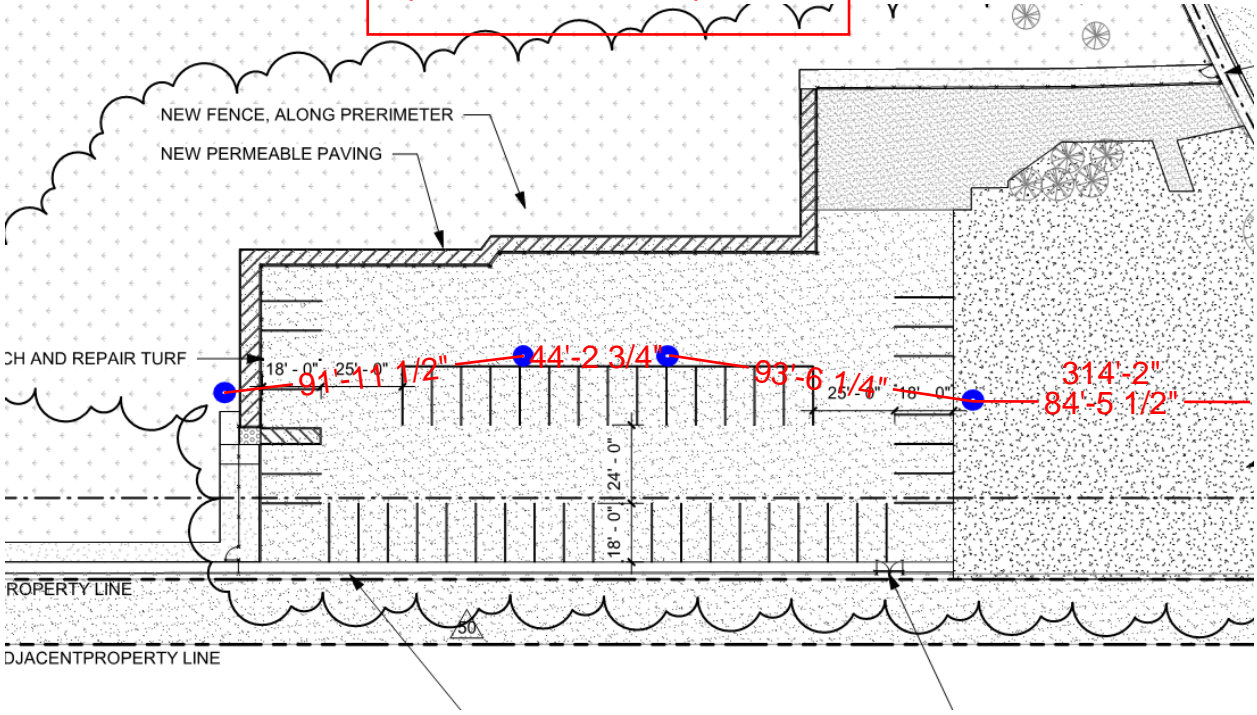 NEW FENCE, ALONG PRERIMETER
NEW PERMEABLE PAVING
CH AND REPAIR TURF
18' - 0"
25' - 0"
91'-11 1/2"
44'-2 3/4"
93'-6 1/4"
314'-2"
84'-5 1/2"
25' - 0"
18' - 0"
24' - 0"
18' - 0"
ROPERTY LINE
50
DJACENTPROPERTY LINE